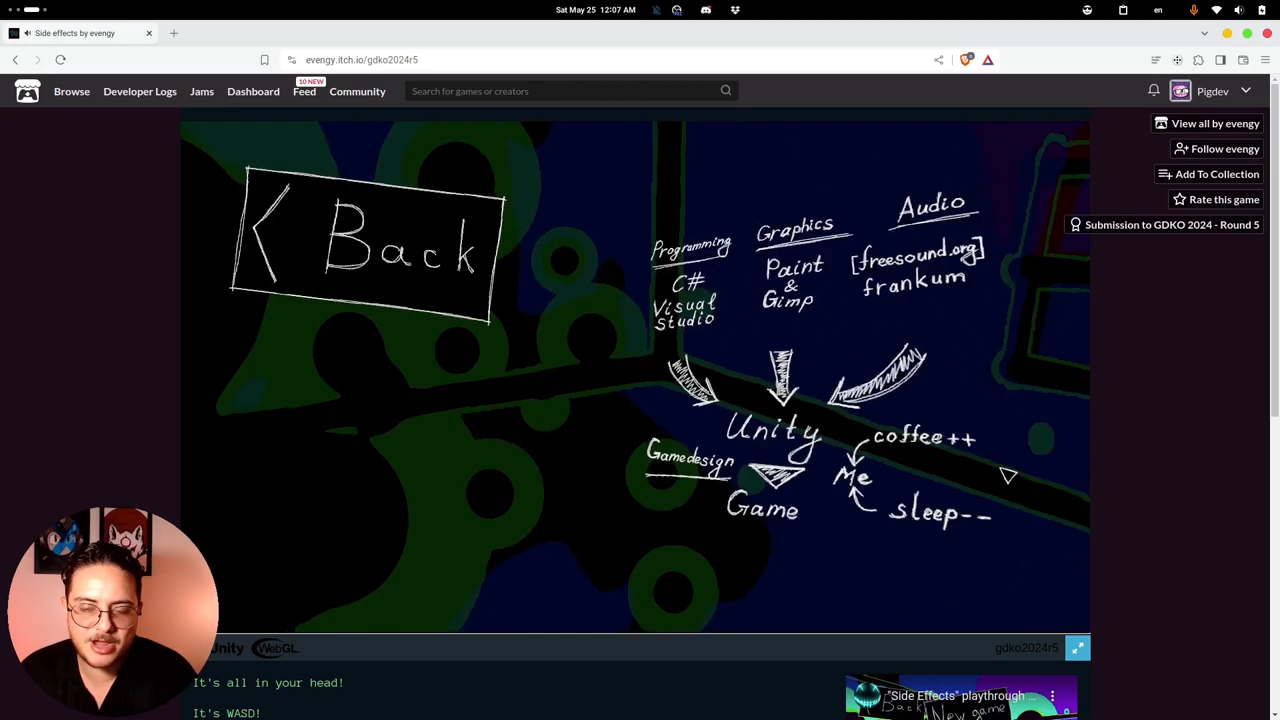 Sat May 25 12:07 AM
en
Side effects by evengy
evengy.itch.io/gdko2024r5
10 NEW
Browse
Developer Logs
Jams
Dashboard
Feed
Community
Search for games or creators
Pigdev
View all by evengy
Follow evengy
Add To Collection
Rate this game
Submission to GDKO 2024 - Round 5
< Back
Programming
C#
Visual
Studio
Graphics
Paint
&
Gimp
Audio
[freesound.org]
frankum
Unity
Gamedesign
Game
coffee++
Me
sleep--
Unity WebGL
gdko2024r5
It's all in your head!
It's WASD!
"Side Effects" playthrough ...
Back
New game